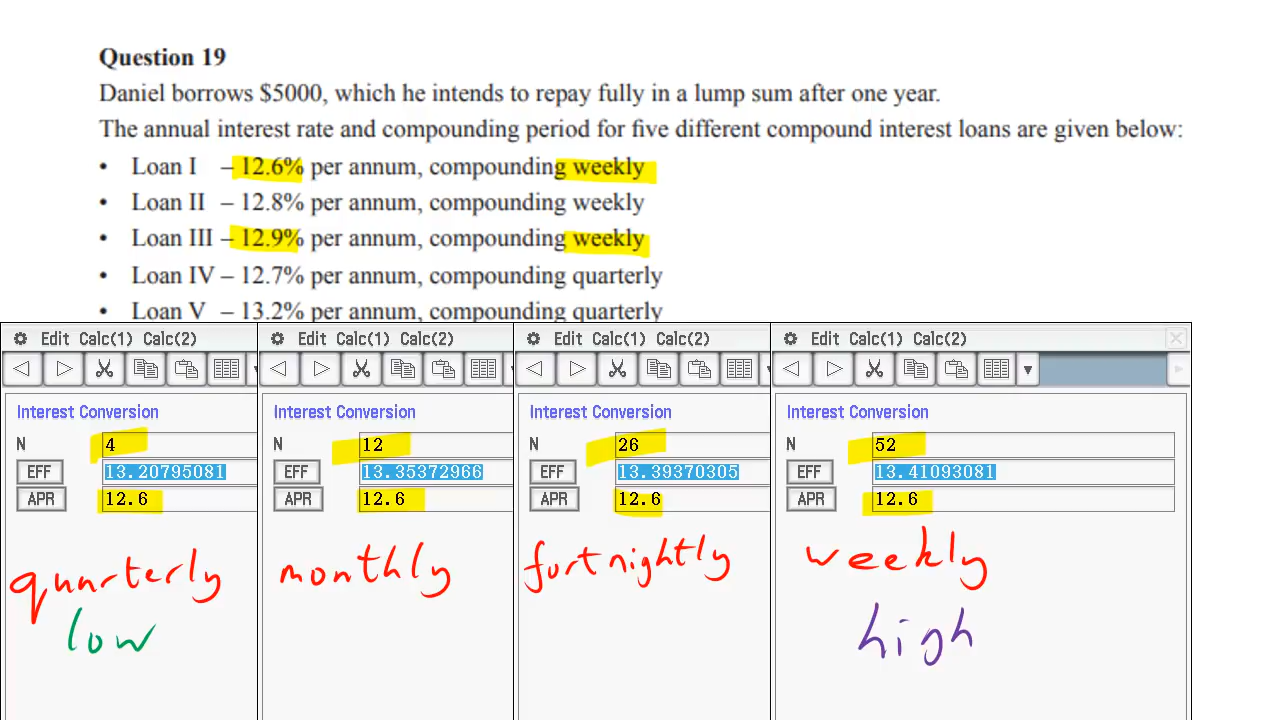 Question 19
Daniel borrows $5000, which he intends to repay fully in a lump sum after one year.
The annual interest rate and compounding period for five different compound interest loans are given below:
• Loan I – 12.6% per annum, compounding weekly
• Loan II – 12.8% per annum, compounding weekly
• Loan III – 12.9% per annum, compounding weekly
• Loan IV – 12.7% per annum, compounding quarterly
• Loan V – 13.2% per annum, compounding quarterly
Edit Calc(1) Calc(2) Edit Calc(1) Calc(2) Edit Calc(1) Calc(2) Edit Calc(1) Calc(2)
Interest Conversion Interest Conversion Interest Conversion Interest Conversion
N 4 N 12 N 26 N 52
EFF 13.20795081 EFF 13.35372966 EFF 13.39370305 EFF 13.41093081
APR 12.6 APR 12.6 APR 12.6 APR 12.6
quarterly monthly fortnightly weekly
low high